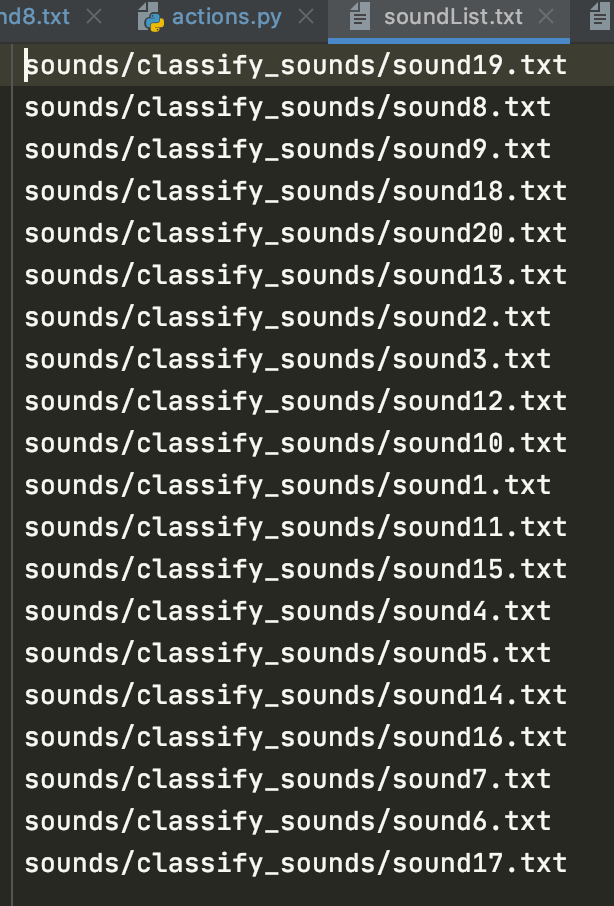 nd8.txt actions.py soundList.txt
sounds/classify_sounds/sound19.txt
sounds/classify_sounds/sound8.txt
sounds/classify_sounds/sound9.txt
sounds/classify_sounds/sound18.txt
sounds/classify_sounds/sound20.txt
sounds/classify_sounds/sound13.txt
sounds/classify_sounds/sound2.txt
sounds/classify_sounds/sound3.txt
sounds/classify_sounds/sound12.txt
sounds/classify_sounds/sound10.txt
sounds/classify_sounds/sound1.txt
sounds/classify_sounds/sound11.txt
sounds/classify_sounds/sound15.txt
sounds/classify_sounds/sound4.txt
sounds/classify_sounds/sound5.txt
sounds/classify_sounds/sound14.txt
sounds/classify_sounds/sound16.txt
sounds/classify_sounds/sound7.txt
sounds/classify_sounds/sound6.txt
sounds/classify_sounds/sound17.txt